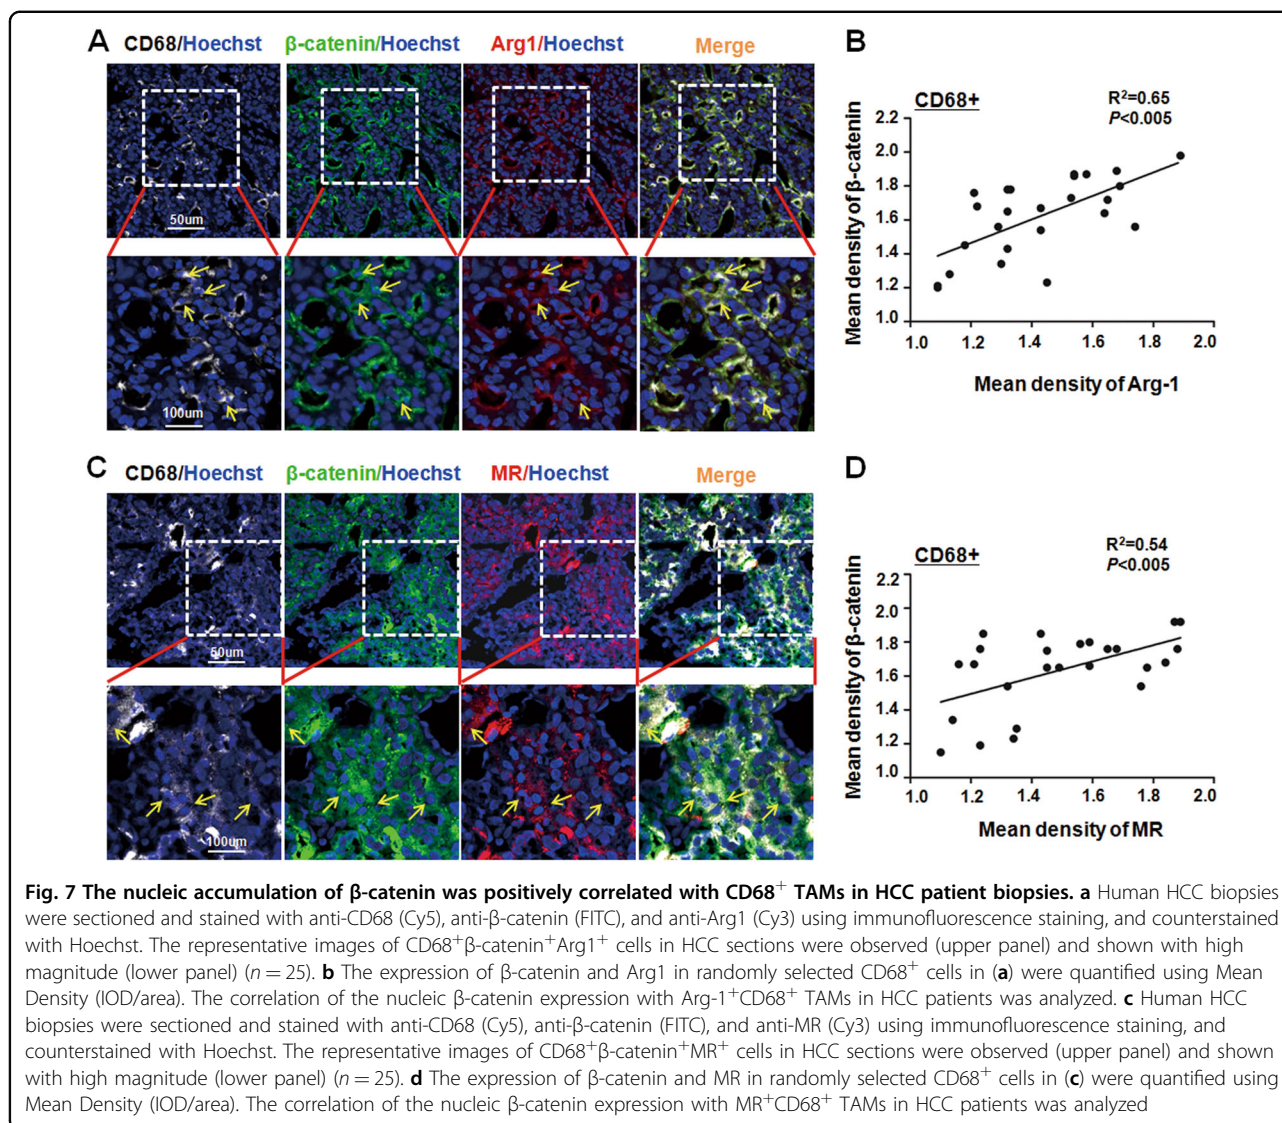 A
CD68/Hoechst
β-catenin/Hoechst
Arg1/Hoechst
Merge
50um
100um
B
CD68+
R²=0.65
P<0.005
Mean density of β-catenin
2.2
2.0
1.8
1.6
1.4
1.2
1.0
1.0
1.2
1.4
1.6
1.8
2.0
Mean density of Arg-1
C
CD68/Hoechst
β-catenin/Hoechst
MR/Hoechst
Merge
50um
100um
D
CD68+
R²=0.54
P<0.005
Mean density of β-catenin
2.2
2.0
1.8
1.6
1.4
1.2
1.0
1.0
1.2
1.4
1.6
1.8
2.0
Mean density of MR
Fig. 7 The nucleic accumulation of β-catenin was positively correlated with CD68⁺ TAMs in HCC patient biopsies. a Human HCC biopsies
were sectioned and stained with anti-CD68 (Cy5), anti-β-catenin (FITC), and anti-Arg1 (Cy3) using immunofluorescence staining, and counterstained
with Hoechst. The representative images of CD68⁺β-catenin⁺Arg1⁺ cells in HCC sections were observed (upper panel) and shown with high
magnitude (lower panel) (n = 25). b The expression of β-catenin and Arg1 in randomly selected CD68⁺ cells in (a) were quantified using Mean
Density (IOD/area). The correlation of the nucleic β-catenin expression with Arg-1⁺CD68⁺ TAMs in HCC patients was analyzed. c Human HCC
biopsies were sectioned and stained with anti-CD68 (Cy5), anti-β-catenin (FITC), and anti-MR (Cy3) using immunofluorescence staining, and
counterstained with Hoechst. The representative images of CD68⁺β-catenin⁺MR⁺ cells in HCC sections were observed (upper panel) and shown
with high magnitude (lower panel) (n = 25). d The expression of β-catenin and MR in randomly selected CD68⁺ cells in (c) were quantified using
Mean Density (IOD/area). The correlation of the nucleic β-catenin expression with MR⁺CD68⁺ TAMs in HCC patients was analyzed